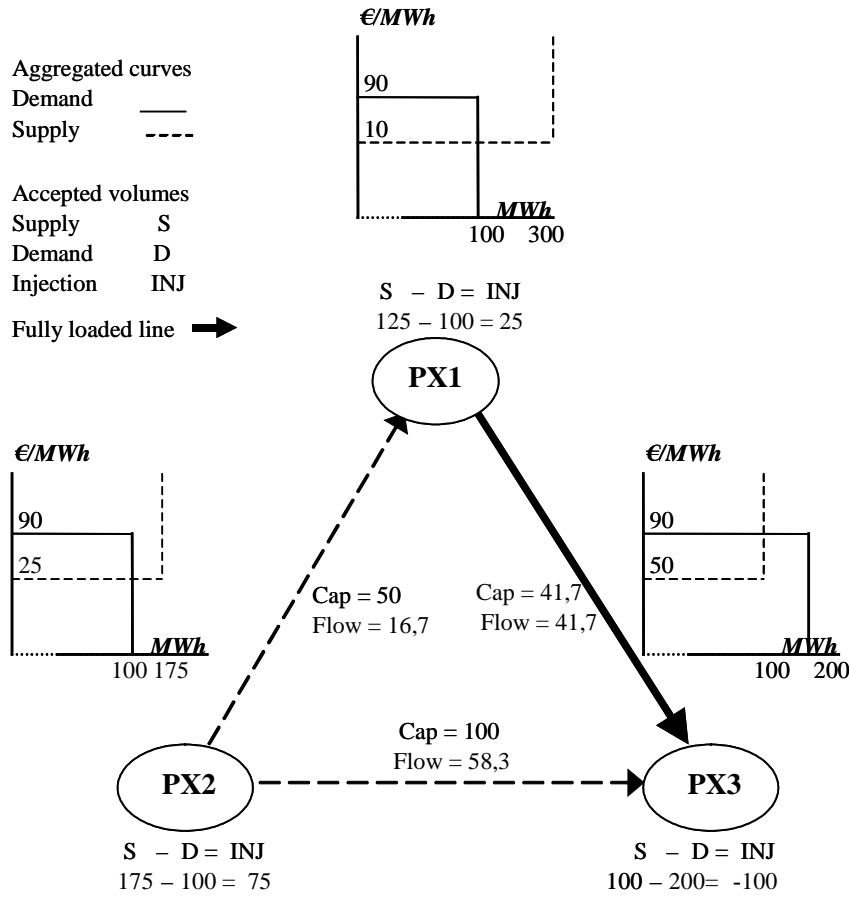 €/MWh
Aggregated curves
Demand
Supply
90
10
MWh
100 300
Accepted volumes
Supply S
Demand D
Injection INJ
Fully loaded line
S – D = INJ
125 – 100 = 25
PX1
€/MWh
90
25
MWh
100 175
€/MWh
90
50
MWh
100 200
Cap = 50
Flow = 16,7
Cap = 41,7
Flow = 41,7
Cap = 100
Flow = 58,3
PX2
PX3
S – D = INJ
175 – 100 = 75
S – D = INJ
100 – 200= -100